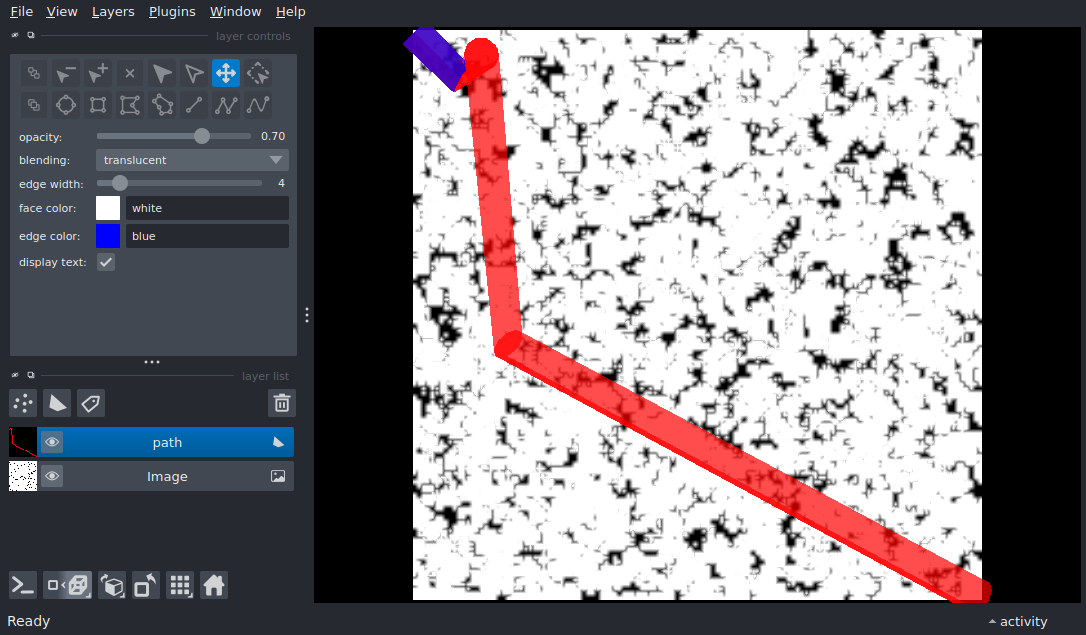 File View Layers Plugins Window Help
layer controls
opacity: 0.70
blending: translucent
edge width: 4
face color: white
edge color: blue
display text:
layer list
path
Image
Ready activity